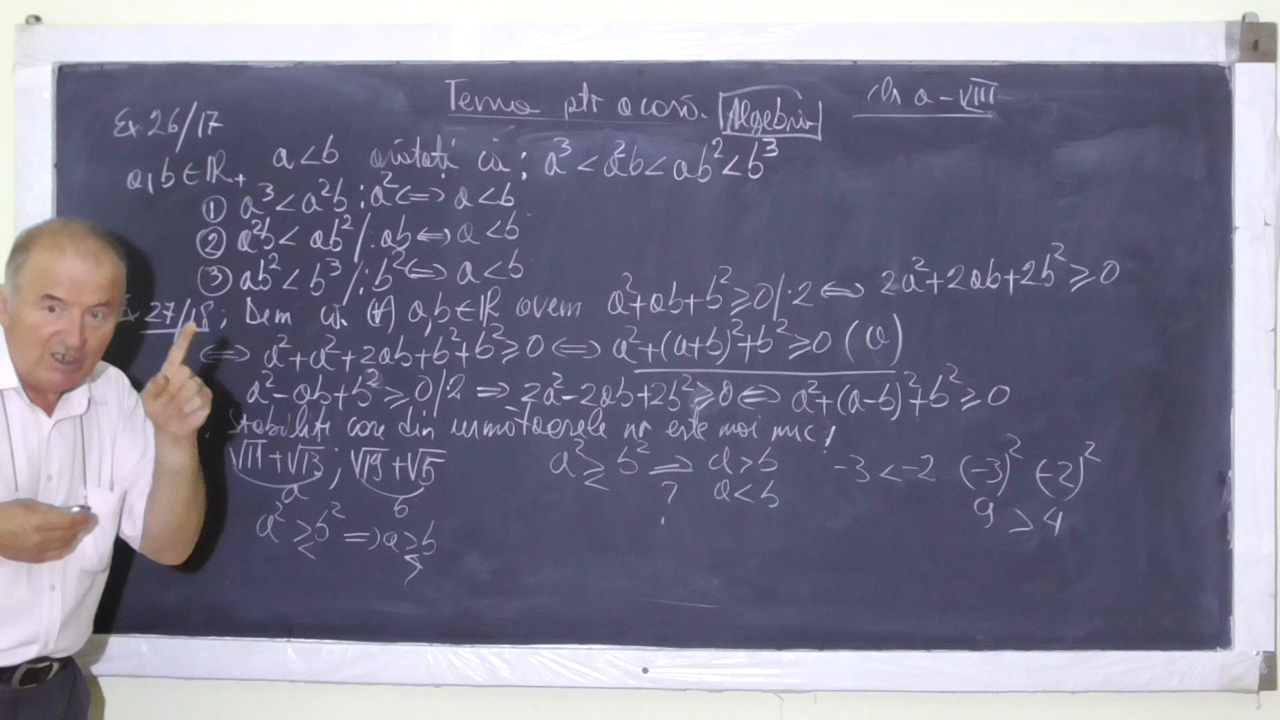 Tema ptr acasă. Algebră cls a-VIII
Ex. 26/17
a,b∈ℝ₊ a<b arătați că: a³<a²b<ab²<b³
① a³<a²b /:a² ⇔ a<b
② a²b<ab² /:ab ⇔ a<b
③ ab²<b³ /:b² ⇔ a<b
27/18; Dem că (∀) a,b∈ℝ avem a²+ab+b²≥0 |·2 ⇔ 2a²+2ab+2b²≥0
⇔ a²+a²+2ab+b²+b²≥0 ⇔ a²+(a+b)²+b²≥0 (a)
a²-ab+b²≥0 |·2 ⇒ 2a²-2ab+2b²≥0 ⇔ a²+(a-b)²+b²≥0
Stabiliți care din urmatoarele nr este mai mic;
√11+√13 ; √19+√5
a b
a² ≷ b² ⇒ a>b
? a<b
-3<-2 (-3)² (-2)²
9 > 4
a² ≷ b² ⇒ a ≷ b